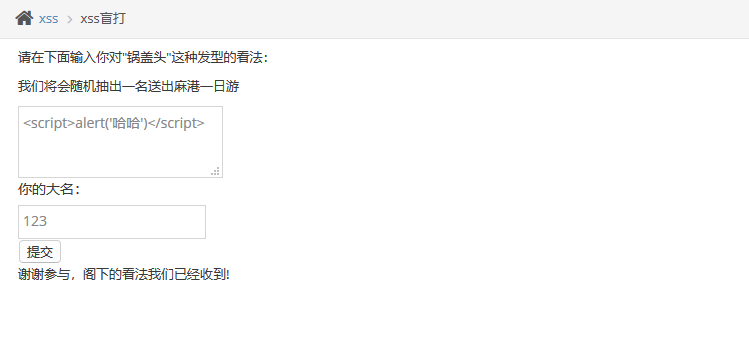 xss > xss盲打
请在下面输入你对"锅盖头"这种发型的看法:
我们将会随机抽出一名送出麻港一日游
<script>alert('哈哈')</script>
你的大名:
123
提交
谢谢参与，阁下的看法我们已经收到!